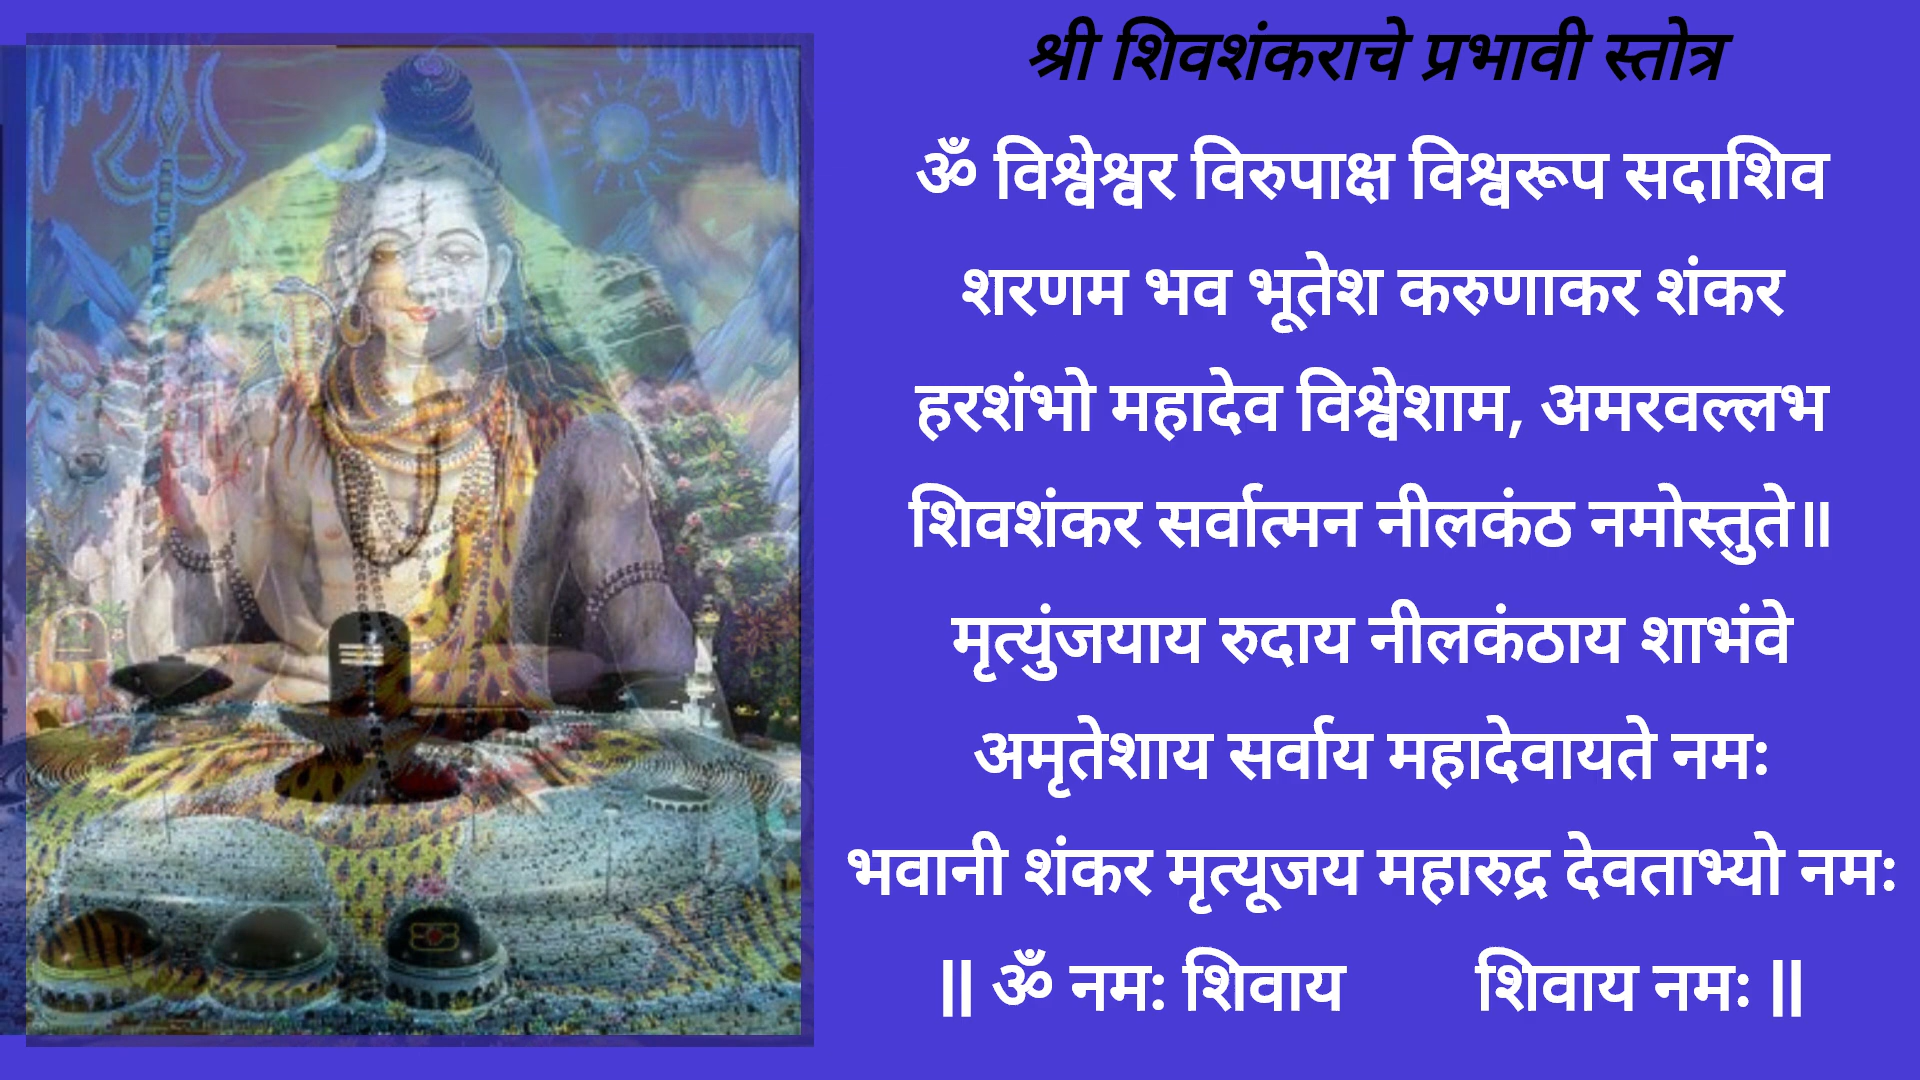 श्री शिवशंकराचे प्रभावी स्तोत्र
ॐ विश्वेश्वर विरुपाक्ष विश्वरूप सदाशिव
शरणम भव भूतेश करुणाकर शंकर
हरशंभो महादेव विश्वेशाम, अमरवल्लभ
शिवशंकर सर्वात्मन नीलकंठ नमोस्तुते॥
मृत्युंजयाय रुदाय नीलकंठाय शाभंवे
अमृतेशाय सर्वाय महादेवायते नमः
भवानी शंकर मृत्यूजय महारुद्र देवताभ्यो नमः
|| ॐ नम: शिवाय शिवाय नमः ||